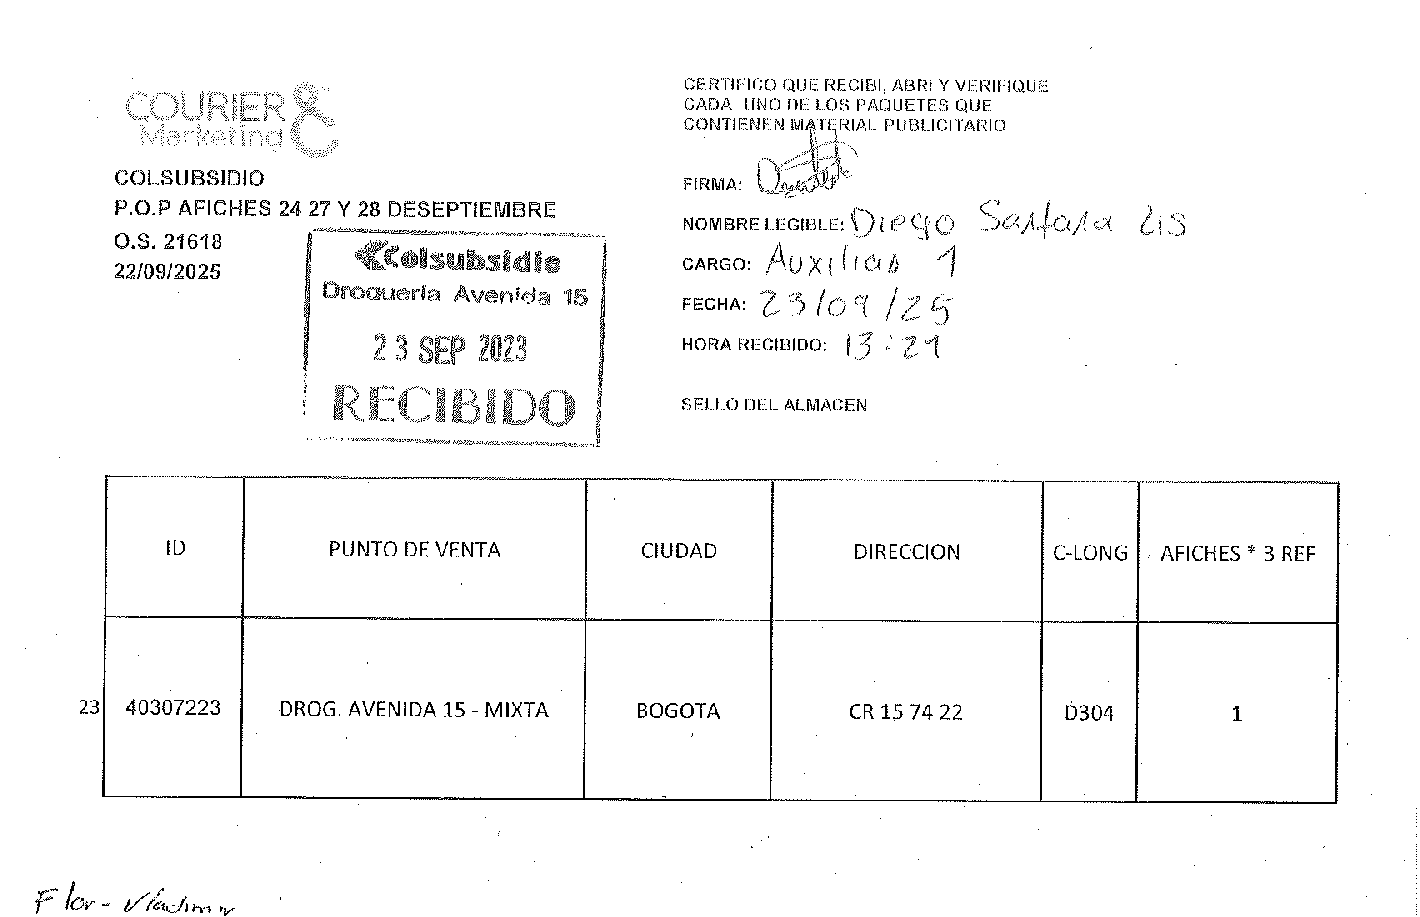 COURIER
Marketing
COLSUBSIDIO
P.O.P AFICHES 24 27 Y 28 DESEPTIEMBRE
O.S. 21618
22/09/2025
Colsubsidio
Droguería Avenida 15
23 SEP 2023
RECIBIDO
CERTIFICO QUE RECIBI, ABRI Y VERIFIQUE
CADA UNO DE LOS PAQUETES QUE
CONTIENEN MATERIAL PUBLICITARIO
FIRMA:
NOMBRE LEGIBLE: Diego Santana
CARGO: Auxiliar 1
FECHA: 23/09/25
HORA RECIBIDO: 13:29
SELLO DEL ALMACEN
ID PUNTO DE VENTA CIUDAD DIRECCION C-LONG AFICHES * 3 REF
23 40307223 DROG. AVENIDA 15 - MIXTA BOGOTA CR 15 74 22 D304 1
Flor - Vladimir